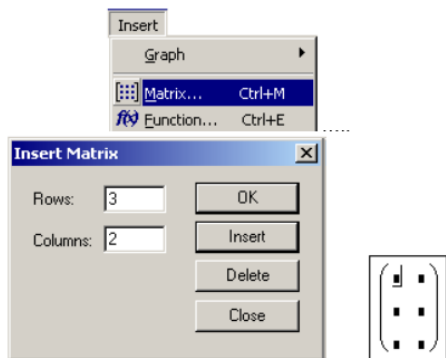 Insert
Graph
Matrix... Ctrl+M
f(x) Function... Ctrl+E
Insert Matrix
Rows: 3
OK
Columns: 2
Insert
Delete
Close